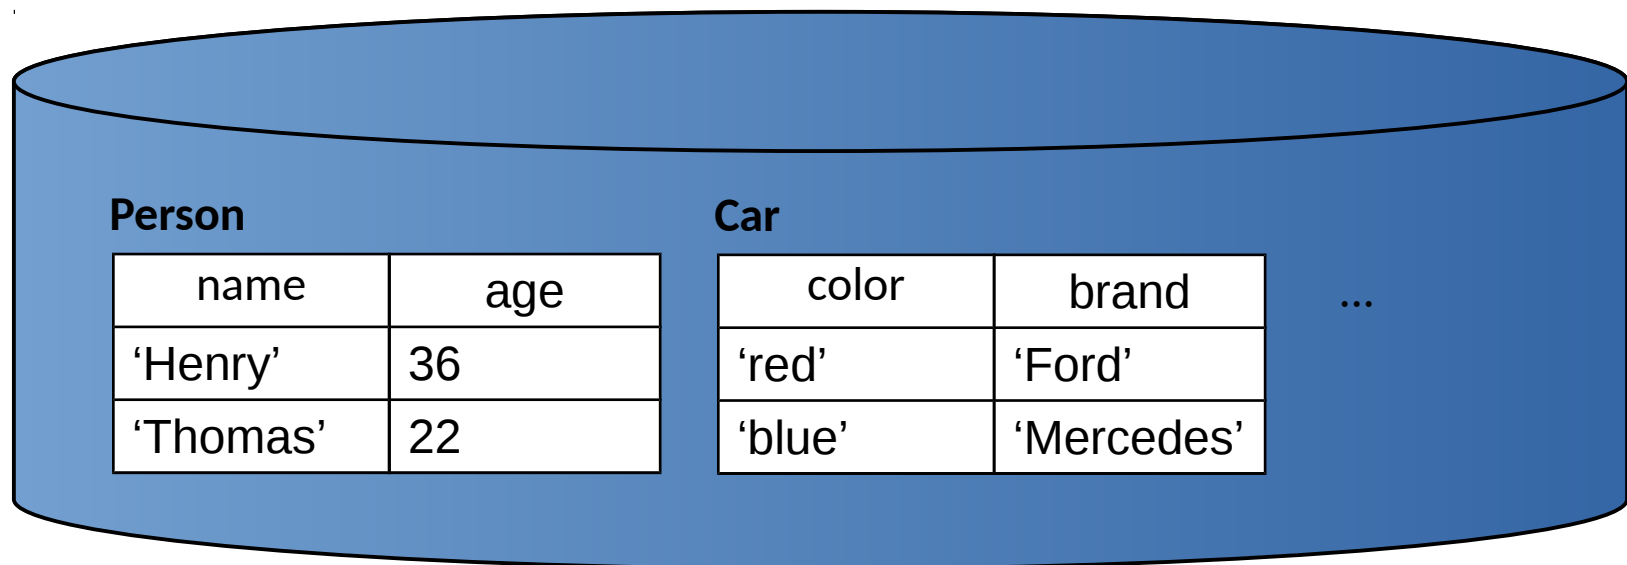 Person Car
name age color brand ...
‘Henry’ 36 ‘red’ ‘Ford’
‘Thomas’ 22 ‘blue’ ‘Mercedes’